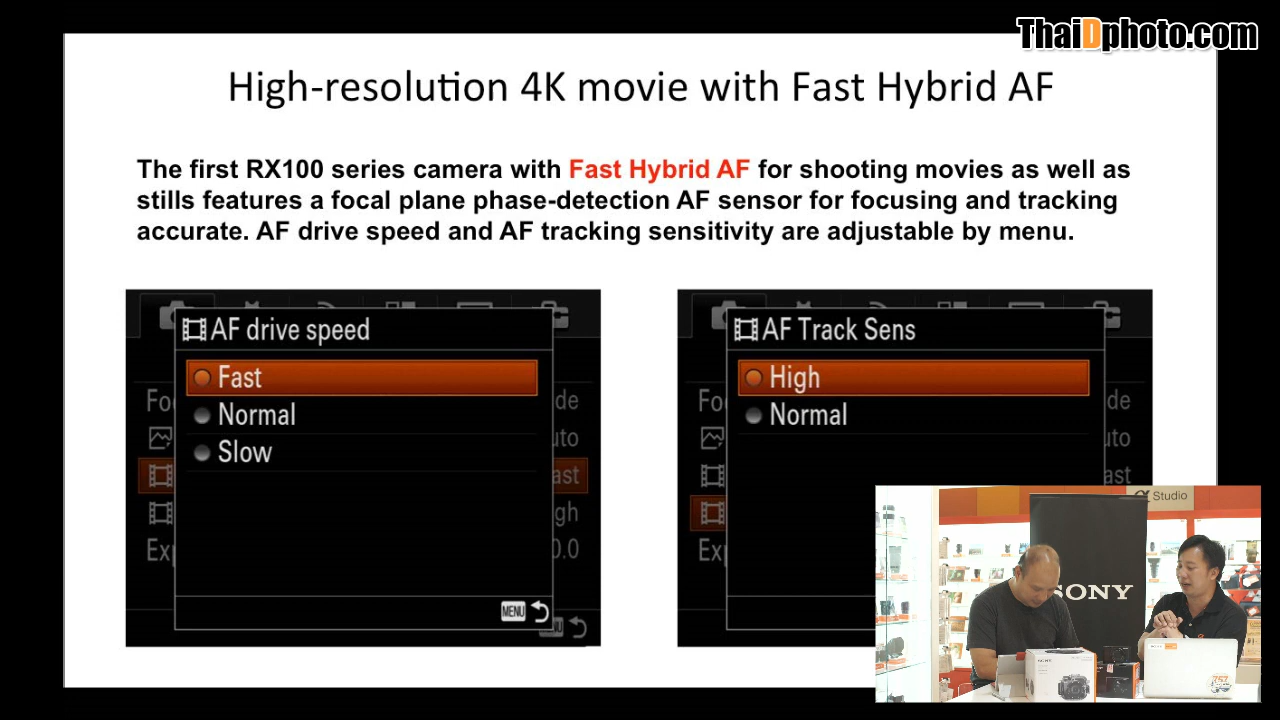 ThaiDphoto.com
High-resolution 4K movie with Fast Hybrid AF
The first RX100 series camera with Fast Hybrid AF for shooting movies as well as
stills features a focal plane phase-detection AF sensor for focusing and tracking
accurate. AF drive speed and AF tracking sensitivity are adjustable by menu.
AF drive speed
Fast
Normal
Slow
MENU
AF Track Sens
High
Normal
α Studio
SONY